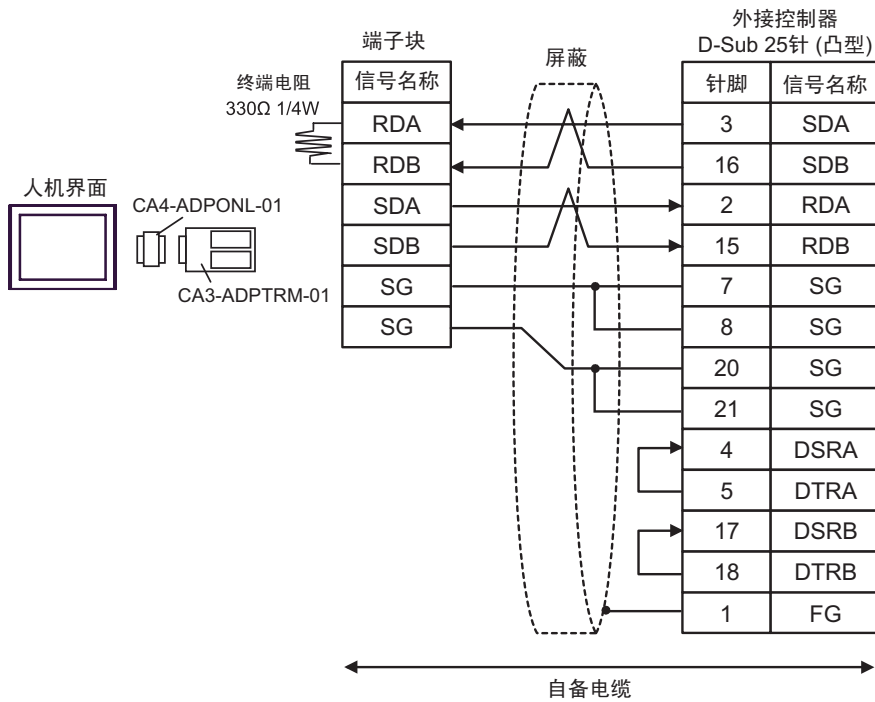 外接控制器
D-Sub 25针 (凸型)
端子块
屏蔽
终端电阻
330Ω 1/4W
信号名称
针脚 信号名称
RDA 3 SDA
RDB 16 SDB
人机界面
CA4-ADPONL-01
CA3-ADPTRM-01
SDA 2 RDA
SDB 15 RDB
SG 7 SG
SG 8 SG
20 SG
21 SG
4 DSRA
5 DTRA
17 DSRB
18 DTRB
1 FG
自备电缆